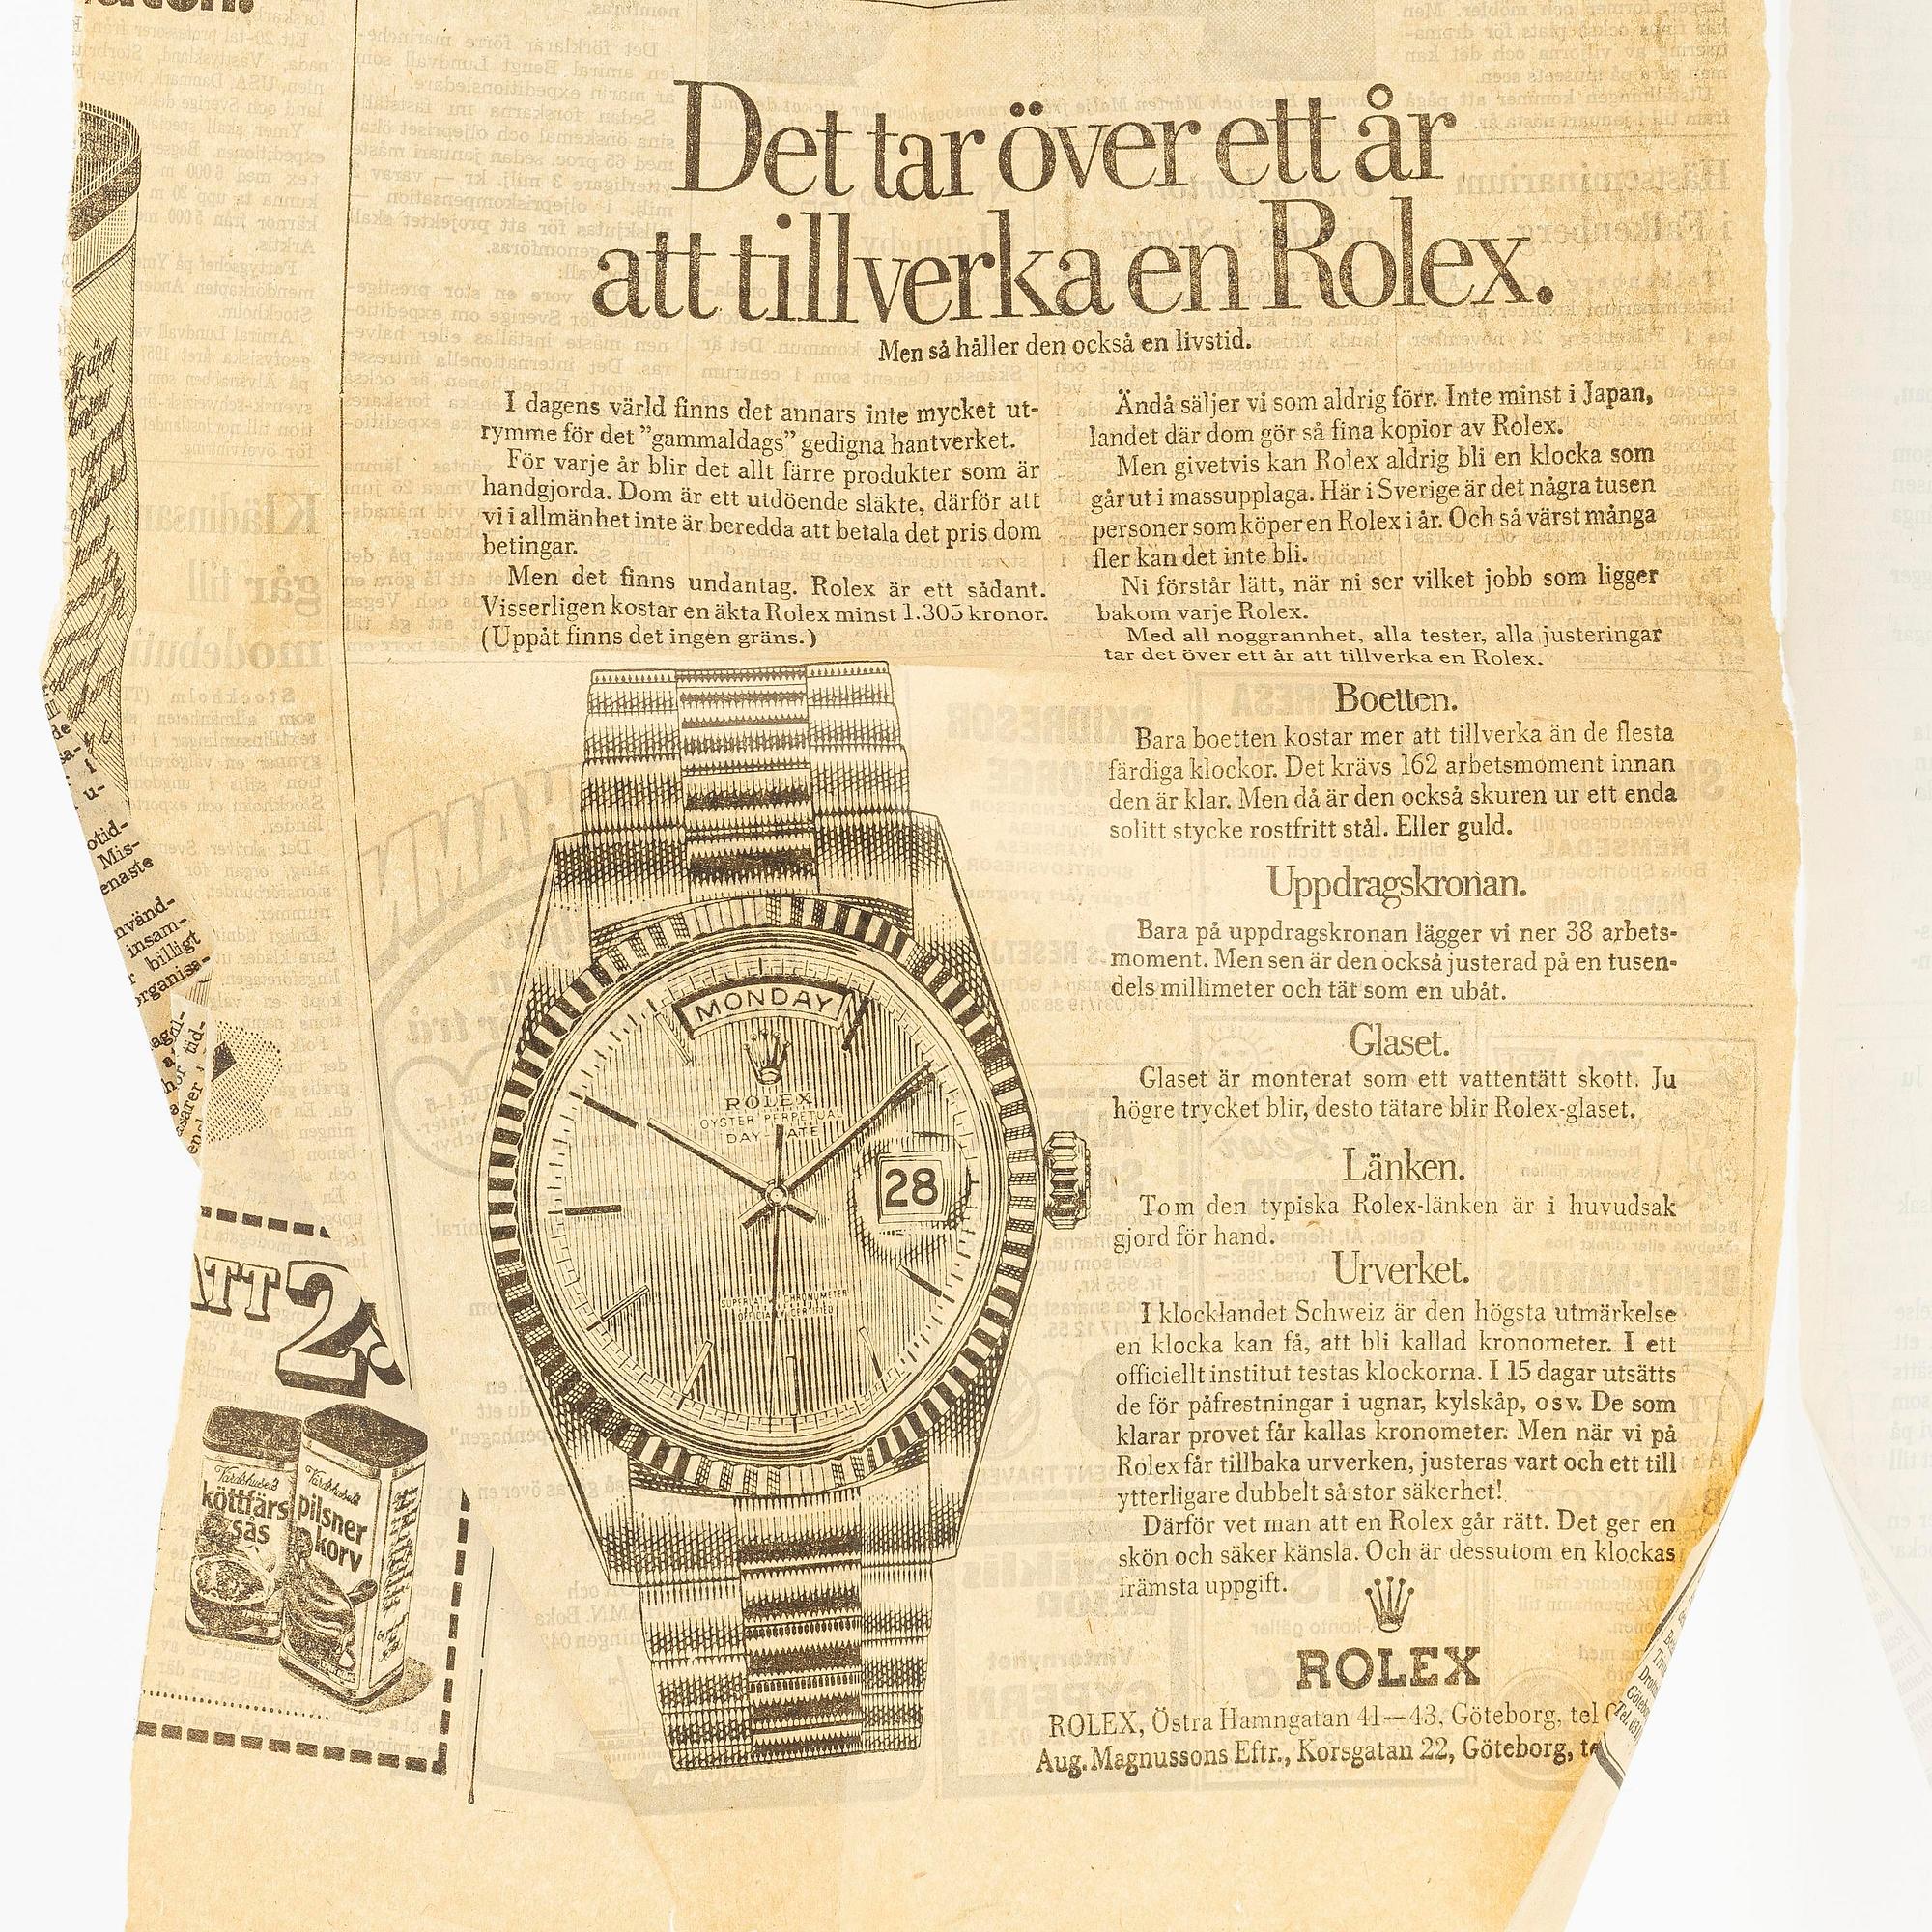 Det tar över ett år
att tillverka en Rolex.
Men så håller den också en livstid.
I dagens värld finns det annars inte mycket ut-
rymme för det "gammaldags" gedigna hantverket.
För varje år blir det allt färre produkter som är
handgjorda. Dom är ett utdöende släkte, därför att
vi i allmänhet inte är beredda att betala det pris dom
betingar.
Men det finns undantag. Rolex är ett sådant.
Visserligen kostar en äkta Rolex minst 1.305 kronor.
(Uppåt finns det ingen gräns.)
Ändå säljer vi som aldrig förr. Inte minst i Japan,
landet där dom gör så fina kopior av Rolex.
Men givetvis kan Rolex aldrig bli en klocka som
går ut i massupplaga. Här i Sverige är det några tusen
personer som köper en Rolex i år. Och så värst många
fler kan det inte bli.
Ni förstår lätt, när ni ser vilket jobb som ligger
bakom varje Rolex.
Med all noggrannhet, alla tester, alla justeringar
tar det över ett år att tillverka en Rolex.
Boetten.
Bara boetten kostar mer att tillverka än de flesta
färdiga klockor. Det krävs 162 arbetsmoment innan
den är klar. Men då är den också skuren ur ett enda
solitt stycke rostfritt stål. Eller guld.
Uppdragskronan.
Bara på uppdragskronan lägger vi ner 38 arbets-
moment. Men sen är den också justerad på en tusen-
dels millimeter och tät som en ubåt.
Glaset.
Glaset är monterat som ett vattentätt skott. Ju
högre trycket blir, desto tätare blir Rolex-glaset.
Länken.
Tom den typiska Rolex-länken är i huvudsak
gjord för hand.
Urverket.
I klocklandet Schweiz är den högsta utmärkelse
en klocka kan få, att bli kallad kronometer. I ett
officiellt institut testas klockorna. I 15 dagar utsätts
de för påfrestningar i ugnar, kylskåp, osv. De som
klarar provet får kallas kronometer. Men när vi på
Rolex får tillbaka urverken, justeras vart och ett till
ytterligare dubbelt så stor säkerhet!
Därför vet man att en Rolex går rätt. Det ger en
skön och säker känsla. Och är dessutom en klockas
främsta uppgift.
ROLEX
ROLEX, Östra Hamngatan 41—43, Göteborg, tel
Aug. Magnussons Eftr., Korsgatan 22, Göteborg, te
MONDAY
ROLEX
OYSTER PERPETUAL
DAY-DATE
28
SUPERLATIVE CHRONOMETER
OFFICIALLY CERTIFIED
otid-
Mis-
enaste
nvänd-
insam-
r billigt
organisa-
ATT 2:
köttfärs
sås
pilsner
korv